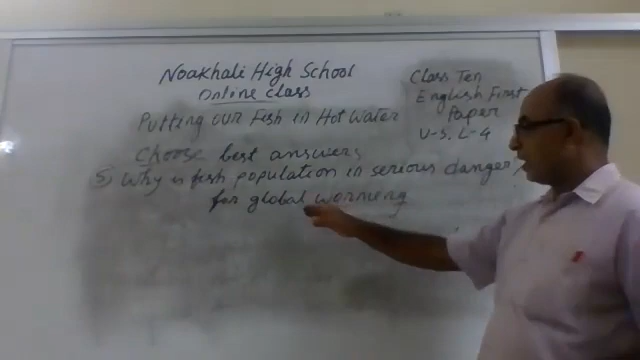 Noakhali High School
Online Class
Class Ten
English First
Paper
U-5, L-4
Putting our Fish in Hot Water
Choose best answers
5) Why is fish population in serious danger
for global worneng